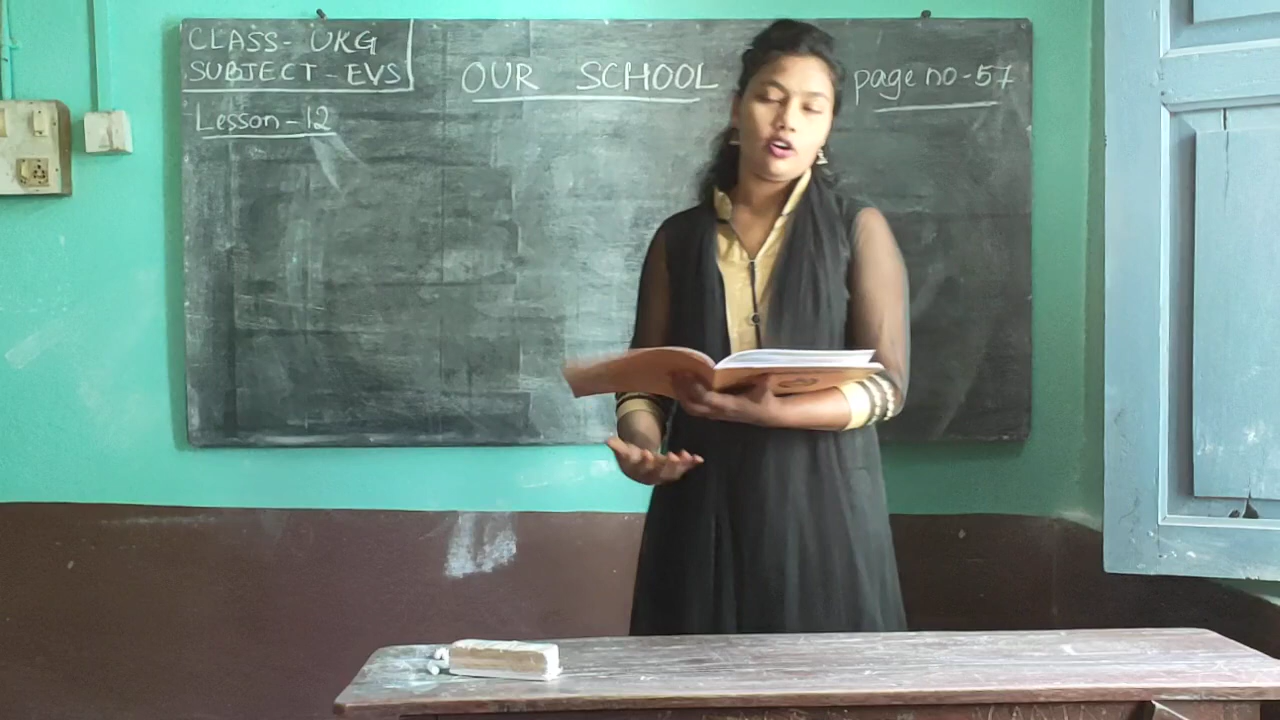 CLASS- UKG
SUBJECT - EVS
Lesson - 12
OUR SCHOOL
page no - 57